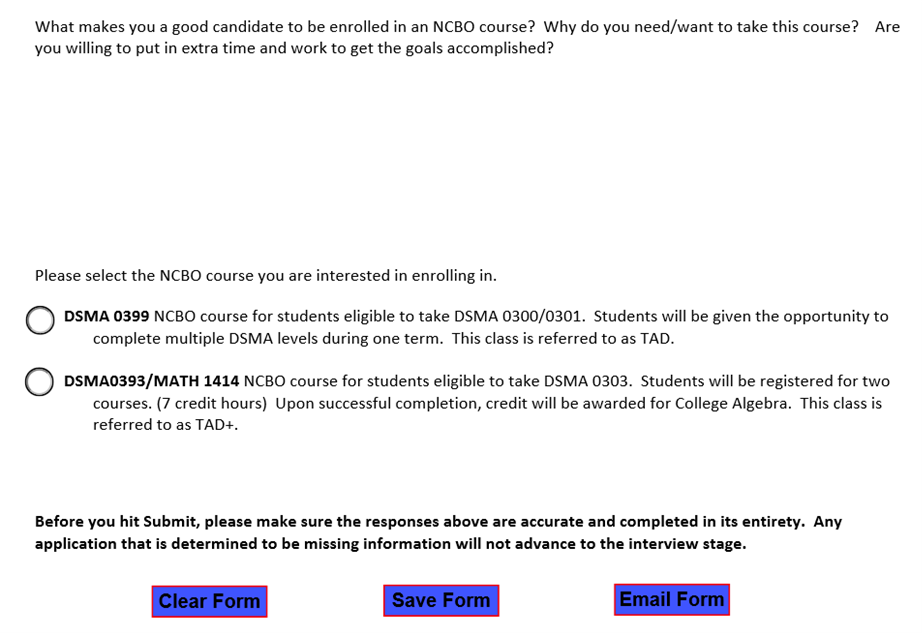 What makes you a good candidate to be enrolled in an NCBO course?  Why do you need/want to take this course?   Are
you willing to put in extra time and work to get the goals accomplished?
Please select the NCBO course you are interested in enrolling in.
DSMA 0399 NCBO course for students eligible to take DSMA 0300/0301.  Students will be given the opportunity to
complete multiple DSMA levels during one term.  This class is referred to as TAD.
DSMA0393/MATH 1414 NCBO course for students eligible to take DSMA 0303.  Students will be registered for two
courses. (7 credit hours)  Upon successful completion, credit will be awarded for College Algebra.  This class is
referred to as TAD+.
Before you hit Submit, please make sure the responses above are accurate and completed in its entirety.  Any
application that is determined to be missing information will not advance to the interview stage.
Clear Form Save Form Email Form